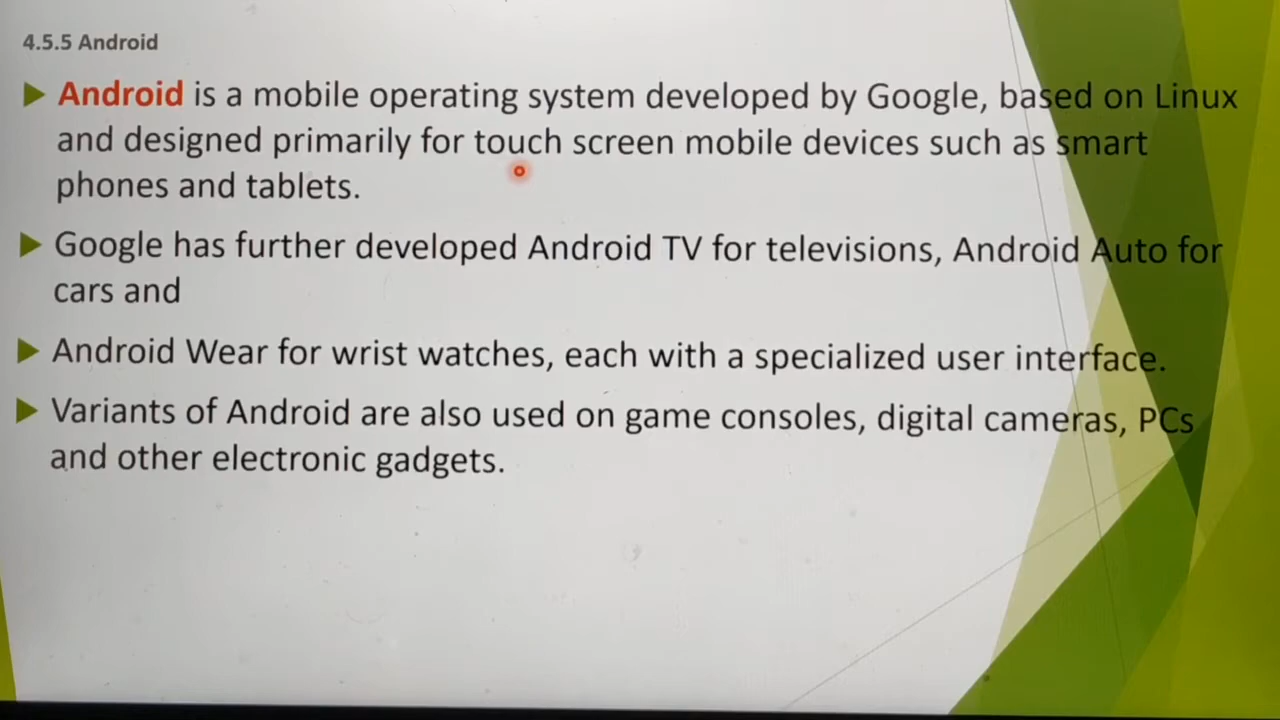 4.5.5 Android
Android is a mobile operating system developed by Google, based on Linux
and designed primarily for touch screen mobile devices such as smart
phones and tablets.
Google has further developed Android TV for televisions, Android Auto for
cars and
Android Wear for wrist watches, each with a specialized user interface.
Variants of Android are also used on game consoles, digital cameras, PCs
and other electronic gadgets.